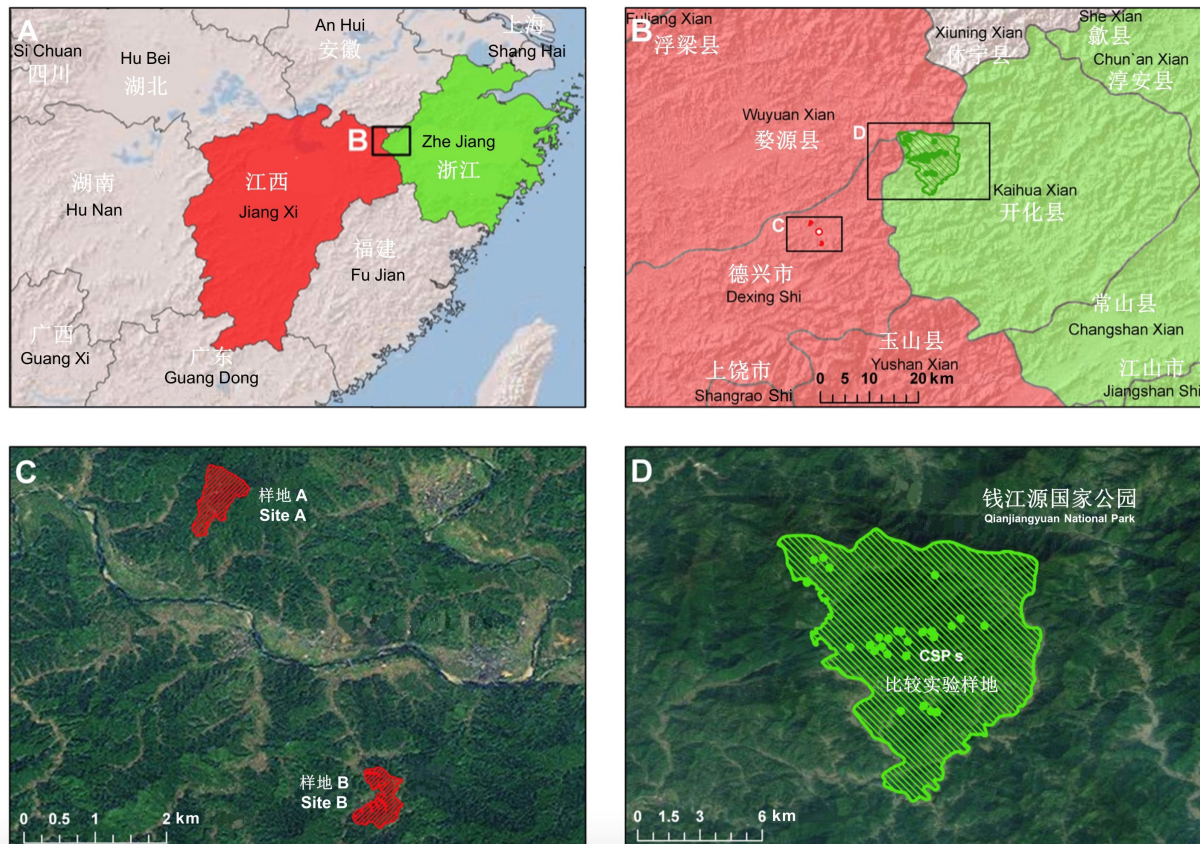 A
An Hui
安徽
上海
Shang Hai
Si Chuan
四川
Hu Bei
湖北
B
Zhe Jiang
浙江
湖南
Hu Nan
江西
Jiang Xi
福建
Fu Jian
广西
Guang Xi
广东
Guang Dong
B
Fuliang Xian
浮梁县
Xiuning Xian
休宁县
She Xian
歙县
Chun`an Xian
淳安县
Wuyuan Xian
婺源县
D
Kaihua Xian
开化县
C
德兴市
Dexing Shi
常山县
Changshan Xian
玉山县
Yushan Xian
上饶市
Shangrao Shi
江山市
Jiangshan Shi
0 5 10 20 km
C
样地 A
Site A
样地 B
Site B
0 0.5 1 2 km
D
钱江源国家公园
Qianjiangyuan National Park
CSP s
比较实验样地
0 1.5 3 6 km